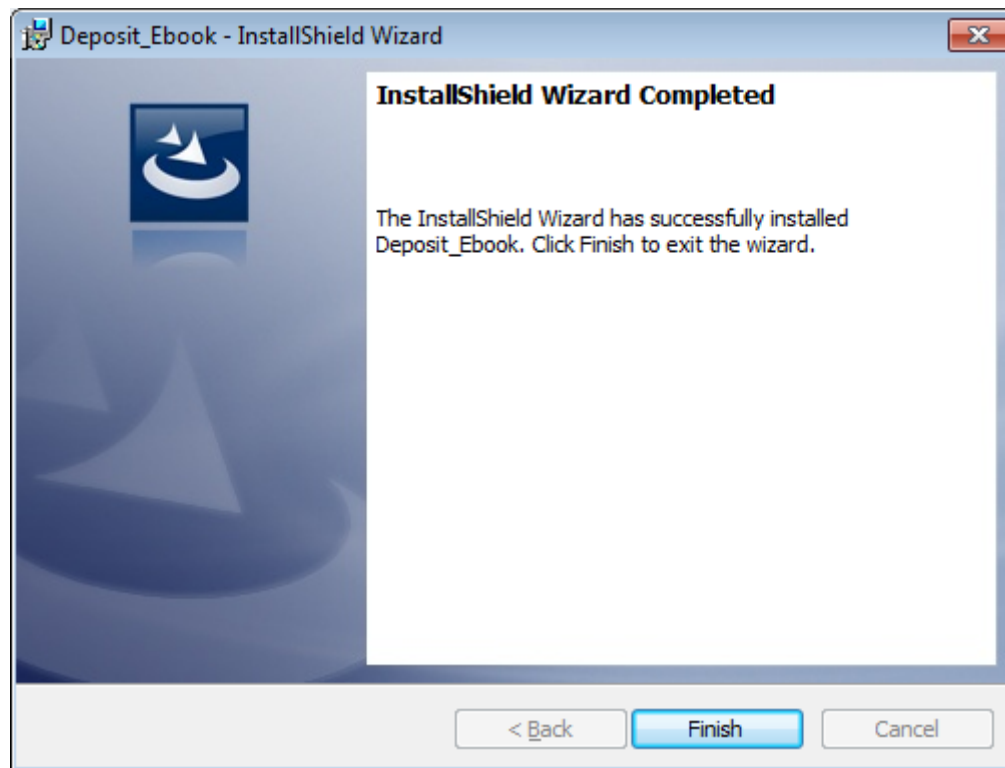 Deposit_Ebook - InstallShield Wizard
InstallShield Wizard Completed
The InstallShield Wizard has successfully installed
Deposit_Ebook. Click Finish to exit the wizard.
< Back
Finish
Cancel